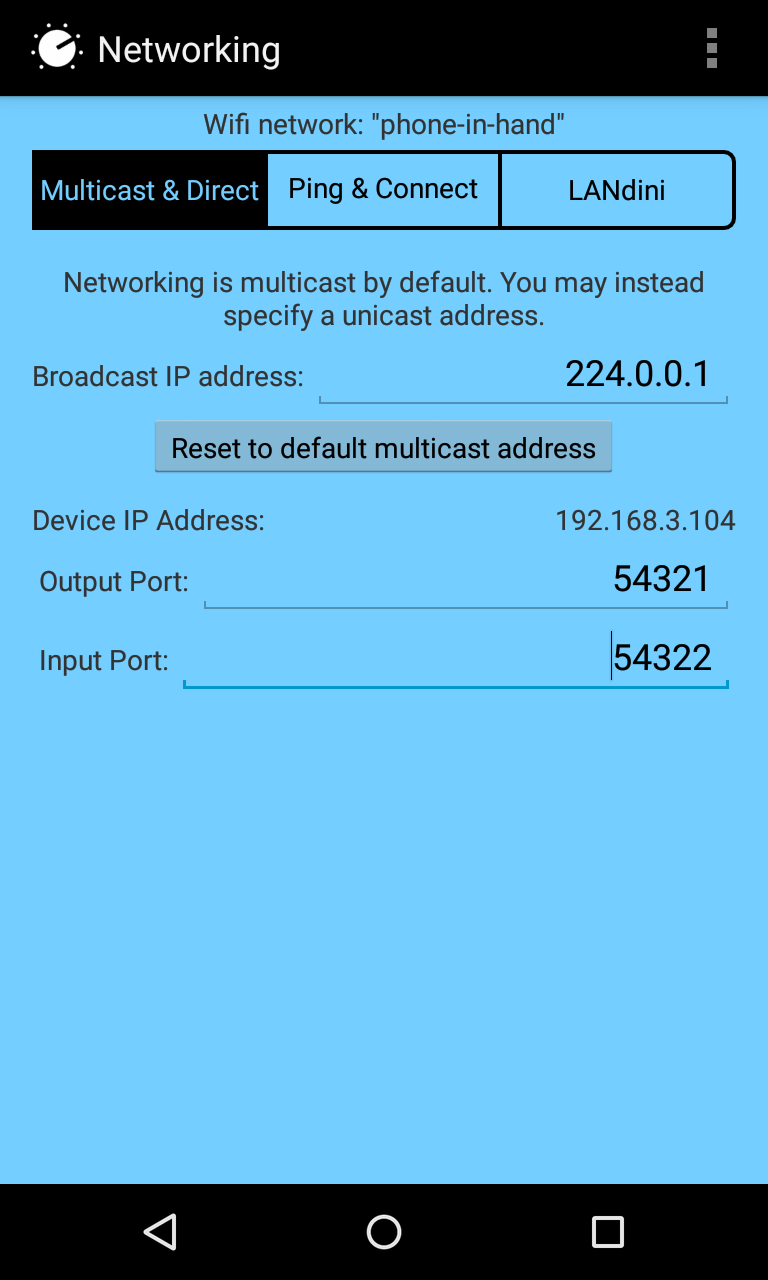 Networking
Wifi network: "phone-in-hand"
Multicast & Direct
Ping & Connect
LANdini
Networking is multicast by default. You may instead
specify a unicast address.
Broadcast IP address:
224.0.0.1
Reset to default multicast address
Device IP Address:
192.168.3.104
Output Port:
54321
Input Port:
54322